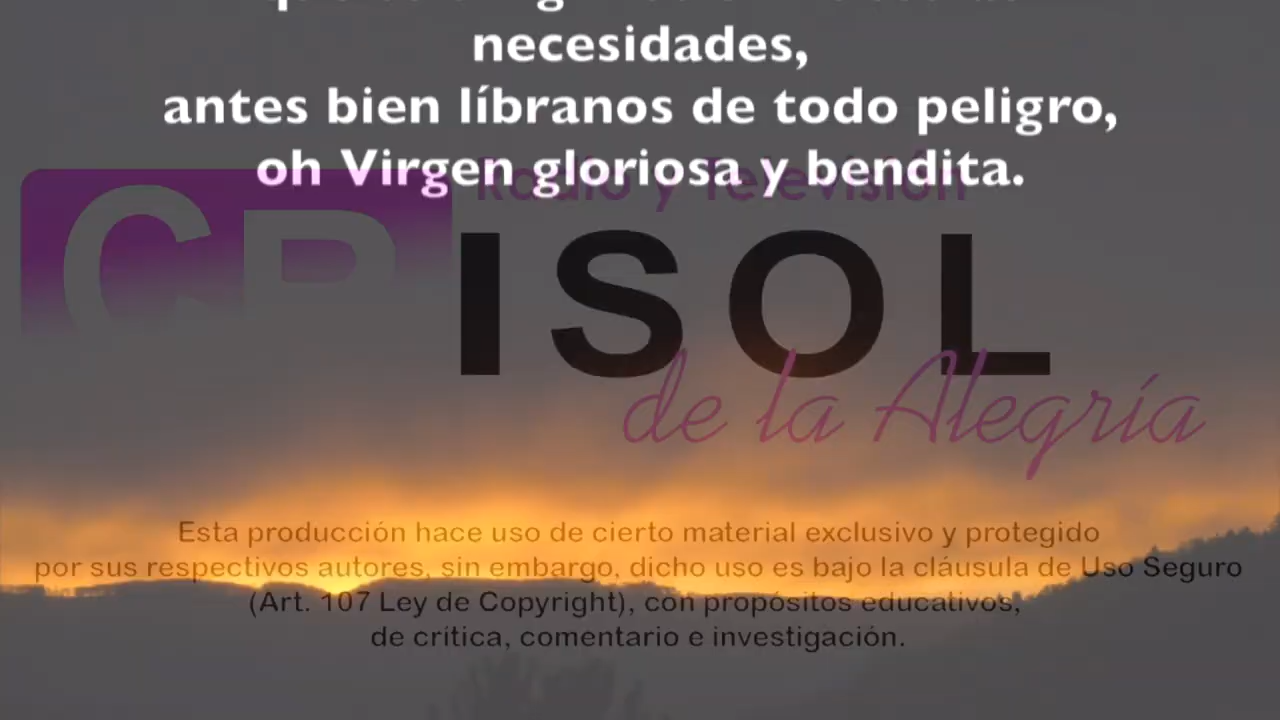 necesidades,
antes bien líbranos de todo peligro,
oh Virgen gloriosa y bendita.
Radio y Televisión
CRISOL
de la Alegría
Esta producción hace uso de cierto material exclusivo y protegido
por sus respectivos autores, sin embargo, dicho uso es bajo la cláusula de Uso Seguro
(Art. 107 Ley de Copyright), con propósitos educativos,
de crítica, comentario e investigación.